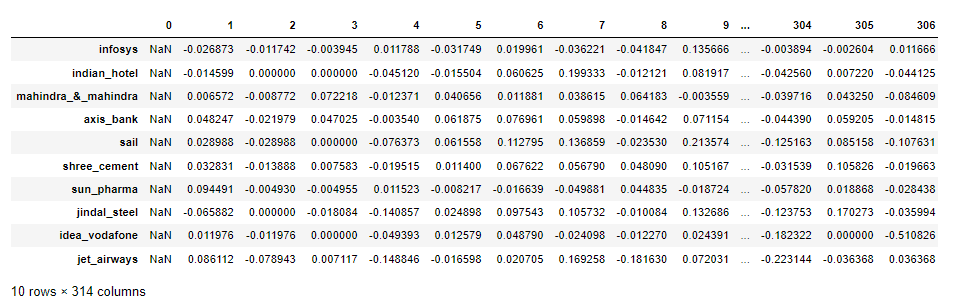 0 1 2 3 4 5 6 7 8 9 ... 304 305 306
infosys NaN -0.026873 -0.011742 -0.003945 0.011788 -0.031749 0.019961 -0.036221 -0.041847 0.135666 ... -0.003894 -0.002604 0.011666
indian_hotel NaN -0.014599 0.000000 0.000000 -0.045120 -0.015504 0.060625 0.199333 -0.012121 0.081917 ... -0.042560 0.007220 -0.044125
mahindra_&_mahindra NaN 0.006572 -0.008772 0.072218 -0.012371 0.040656 0.011881 0.038615 0.064183 -0.003559 ... -0.039716 0.043250 -0.084609
axis_bank NaN 0.048247 -0.021979 0.047025 -0.003540 0.061875 0.076961 0.059898 -0.014642 0.071154 ... -0.044390 0.059205 -0.014815
sail NaN 0.028988 -0.028988 0.000000 -0.076373 0.061558 0.112795 0.136859 -0.023530 0.213574 ... -0.125163 0.085158 -0.107631
shree_cement NaN 0.032831 -0.013888 0.007583 -0.019515 0.011400 0.067622 0.056790 0.048090 0.105167 ... -0.031539 0.105826 -0.019663
sun_pharma NaN 0.094491 -0.004930 -0.004955 0.011523 -0.008217 -0.016639 -0.049881 0.044835 -0.018724 ... -0.057820 0.018868 -0.028438
jindal_steel NaN -0.065882 0.000000 -0.018084 -0.140857 0.024898 0.097543 0.105732 -0.010084 0.132686 ... -0.123753 0.170273 -0.035994
idea_vodafone NaN 0.011976 -0.011976 0.000000 -0.049393 0.012579 0.048790 -0.024098 -0.012270 0.024391 ... -0.182322 0.000000 -0.510826
jet_airways NaN 0.086112 -0.078943 0.007117 -0.148846 -0.016598 0.020705 0.169258 -0.181630 0.072031 ... -0.223144 -0.036368 0.036368
10 rows × 314 columns